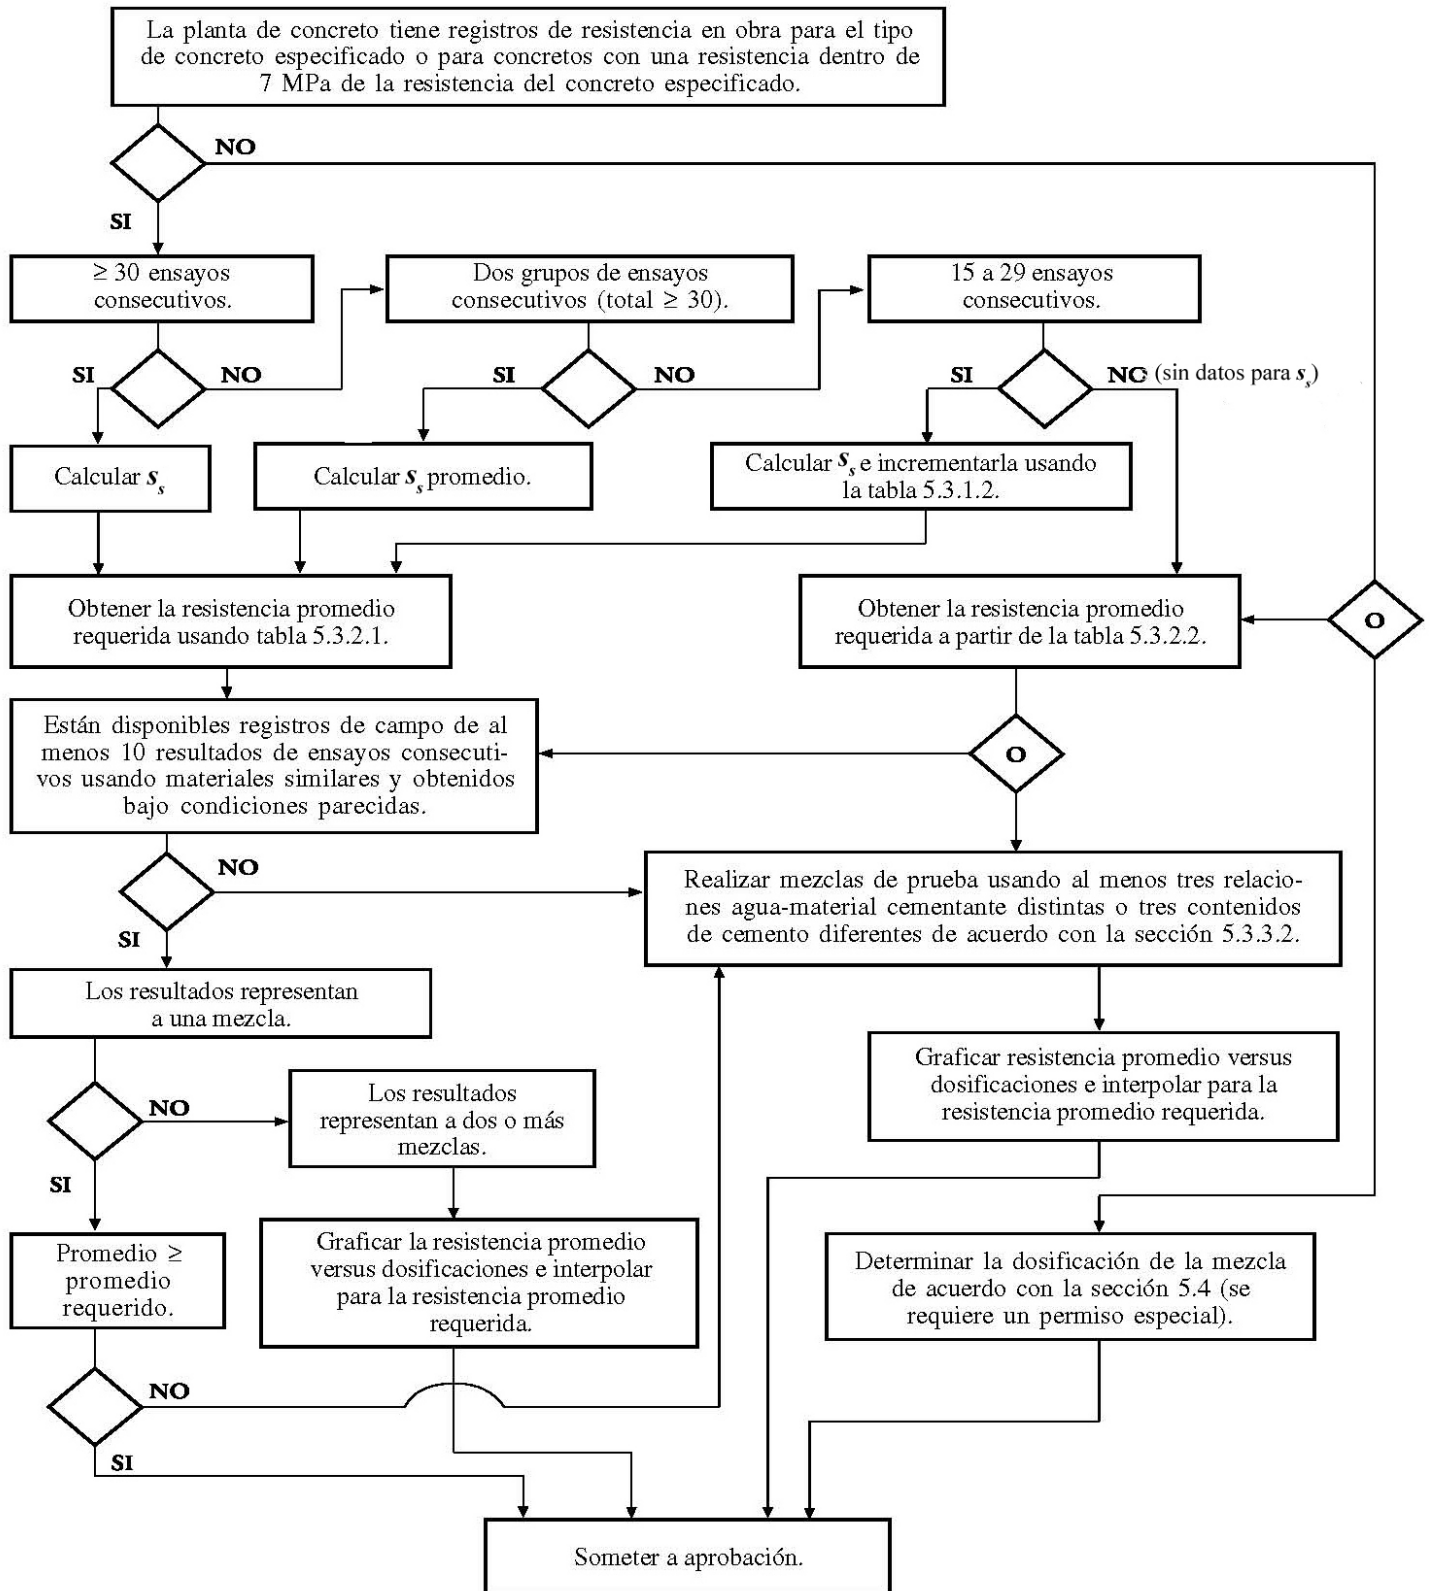 La planta de concreto tiene registros de resistencia en obra para el tipo
de concreto especificado o para concretos con una resistencia dentro de
7 MPa de la resistencia del concreto especificado.
NO
SI
≥ 30 ensayos
consecutivos.
Dos grupos de ensayos
consecutivos (total ≥ 30).
15 a 29 ensayos
consecutivos.
SI
NO
SI
NO
SI
NO (sin datos para sₛ)
Calcular sₛ
Calcular sₛ promedio.
Calcular sₛ e incrementarla usando
la tabla 5.3.1.2.
Obtener la resistencia promedio
requerida usando tabla 5.3.2.1.
Obtener la resistencia promedio
requerida a partir de la tabla 5.3.2.2.
O
Están disponibles registros de campo de al
menos 10 resultados de ensayos consecuti-
vos usando materiales similares y obtenidos
bajo condiciones parecidas.
O
NO
SI
Realizar mezclas de prueba usando al menos tres relacio-
nes agua-material cementante distintas o tres contenidos
de cemento diferentes de acuerdo con la sección 5.3.3.2.
Los resultados representan
a una mezcla.
Graficar resistencia promedio versus
dosificaciones e interpolar para la
resistencia promedio requerida.
NO
SI
Los resultados
representan a dos o más
mezclas.
Promedio ≥
promedio
requerido.
Graficar la resistencia promedio
versus dosificaciones e interpolar
para la resistencia promedio
requerida.
Determinar la dosificación de la mezcla
de acuerdo con la sección 5.4 (se
requiere un permiso especial).
NO
SI
Someter a aprobación.